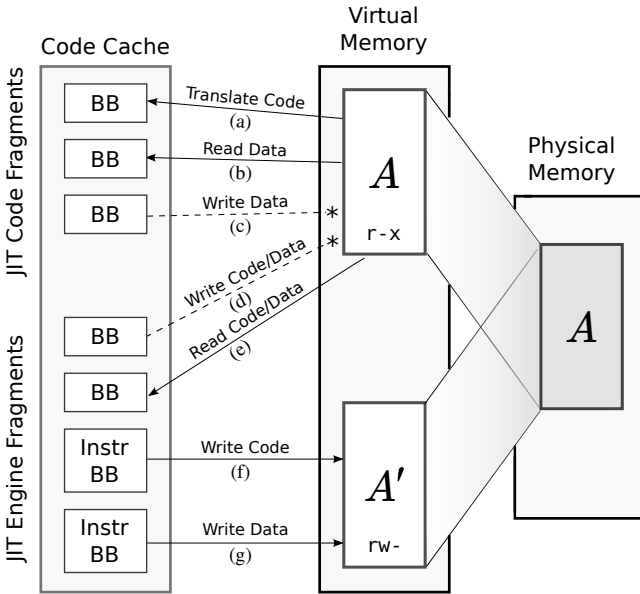 Virtual
Memory
Code Cache
JIT Code Fragments
JIT Engine Fragments
BB
Translate Code
(a)
BB
Read Data
(b)
BB
Write Data
(c)
*
A
r-x
Physical
Memory
A
*
Write Code/Data
(d)
BB
Read Code/Data
(e)
BB
Instr
BB
Write Code
(f)
A′
rw-
Instr
BB
Write Data
(g)